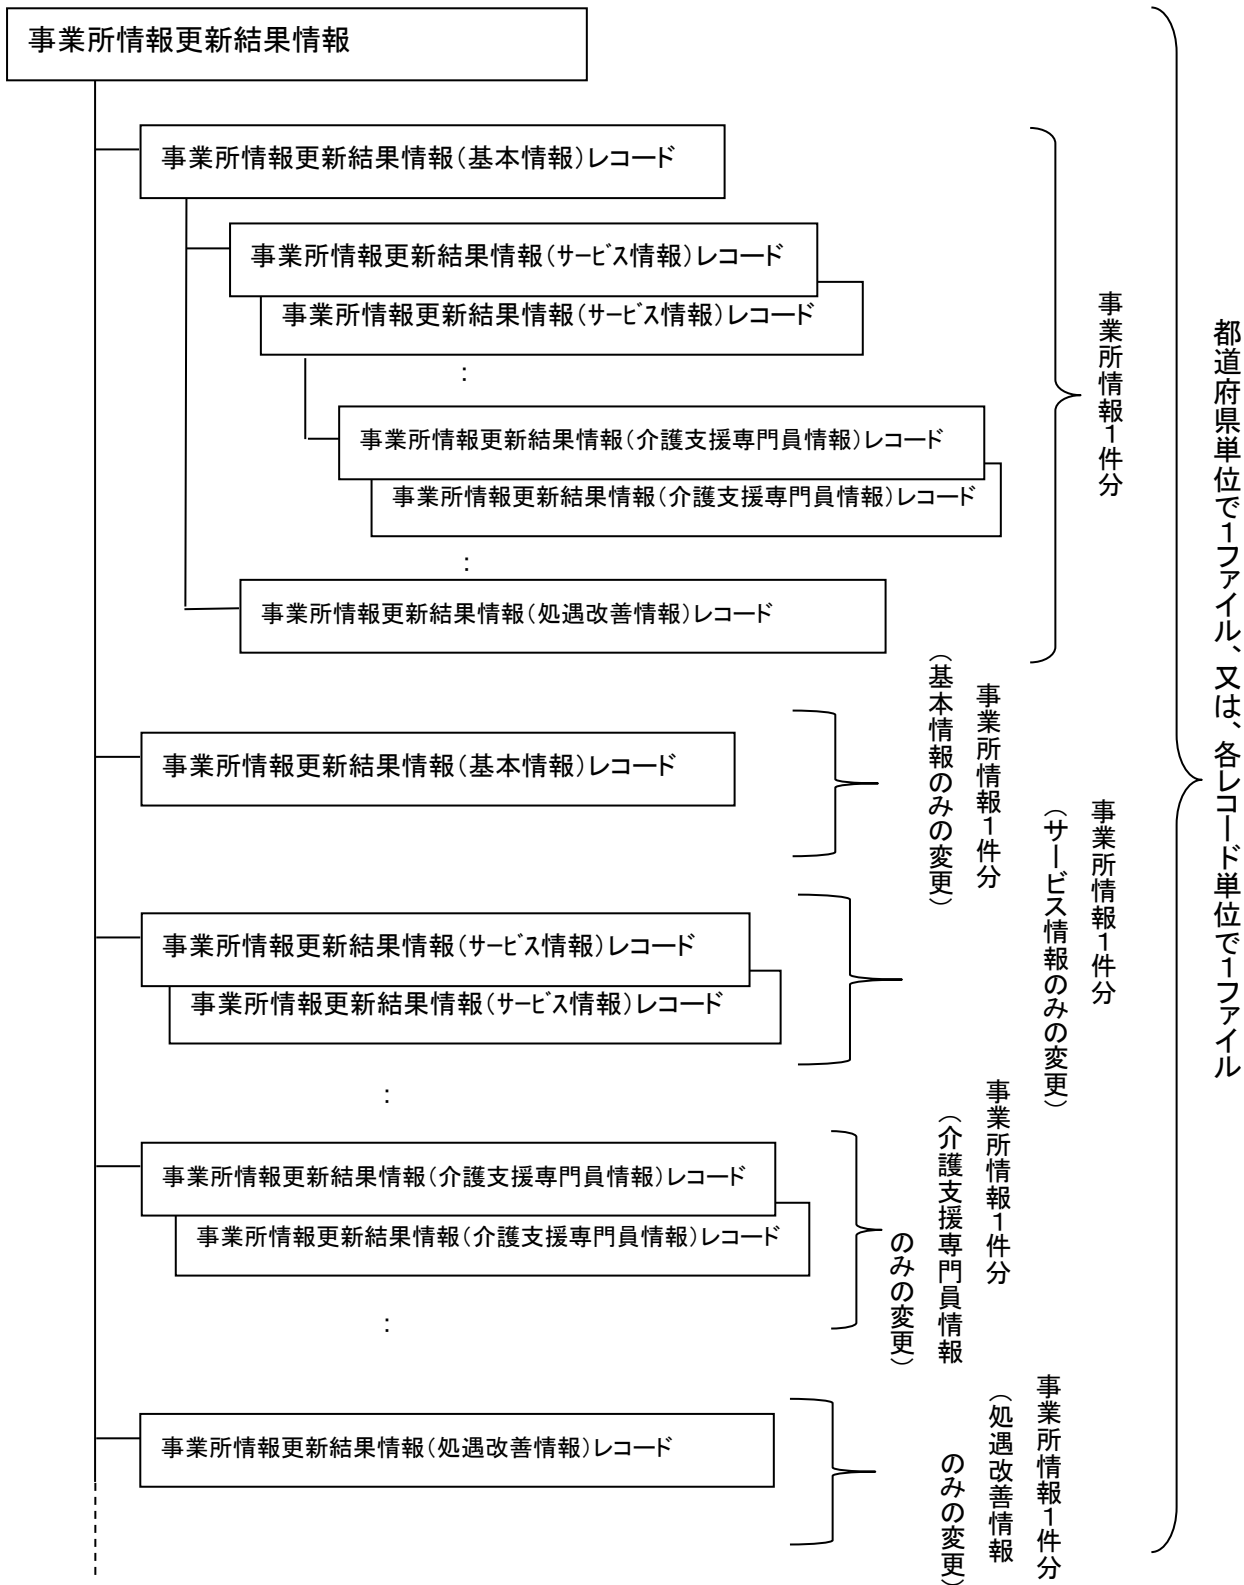 事業所情報更新結果情報
事業所情報更新結果情報(基本情報)レコード
事業所情報更新結果情報(ｻｰﾋﾞｽ情報)レコード
事業所情報更新結果情報(ｻｰﾋﾞｽ情報)レコード
:
事業所情報更新結果情報(介護支援専門員情報)レコード
事業所情報更新結果情報(介護支援専門員情報)レコード
:
事業所情報更新結果情報(処遇改善情報)レコード
事業所情報1件分
事業所情報更新結果情報(基本情報)レコード
事業所情報1件分
(基本情報のみの変更)
事業所情報更新結果情報(ｻｰﾋﾞｽ情報)レコード
事業所情報更新結果情報(ｻｰﾋﾞｽ情報)レコード
:
事業所情報1件分
(サービス情報のみの変更)
事業所情報更新結果情報(介護支援専門員情報)レコード
事業所情報更新結果情報(介護支援専門員情報)レコード
:
事業所情報1件分
(介護支援専門員情報
のみの変更)
事業所情報更新結果情報(処遇改善情報)レコード
事業所情報1件分
(処遇改善情報
のみの変更)
都道府県単位で1ファイル、又は、各レコード単位で1ファイル